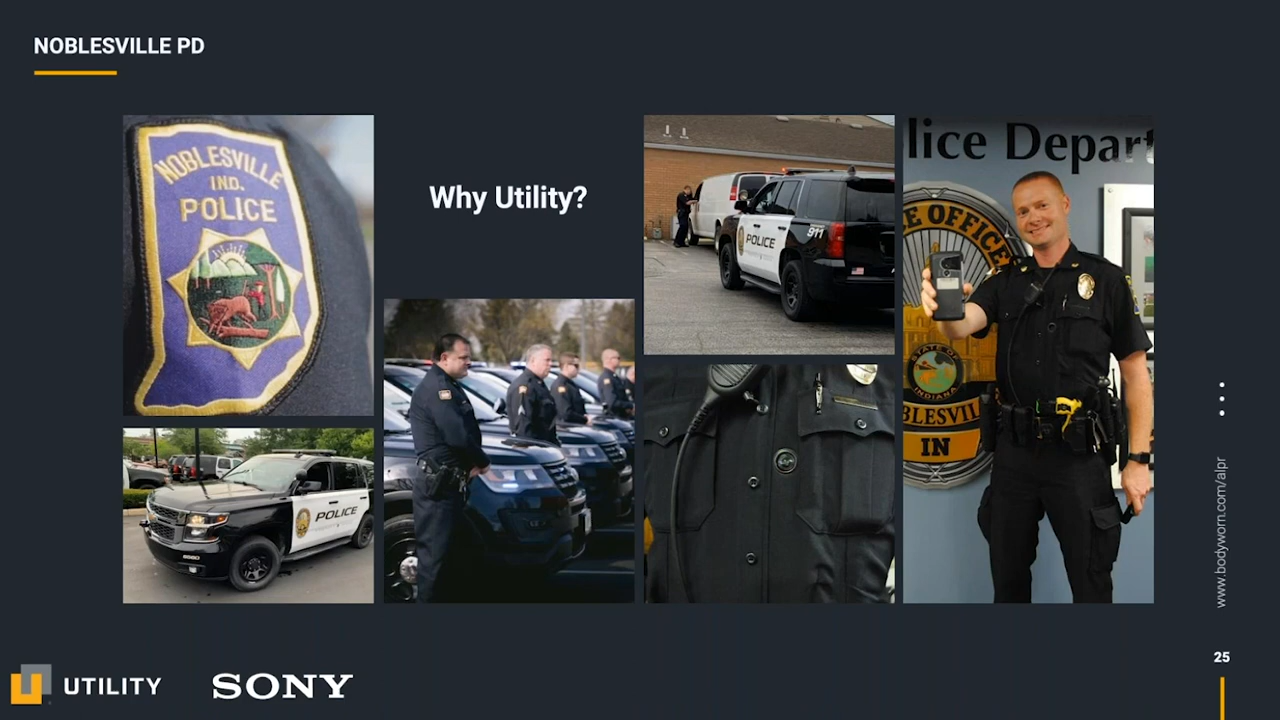 NOBLESVILLE PD
NOBLESVILLE
IND.
POLICE
Why Utility?
POLICE
911
POLICE
lice Depart
E OFFICE
STATE OF
INDIANA
BLESVIL
IN
www.bodyworn.com/alpr
25
UTILITY
SONY